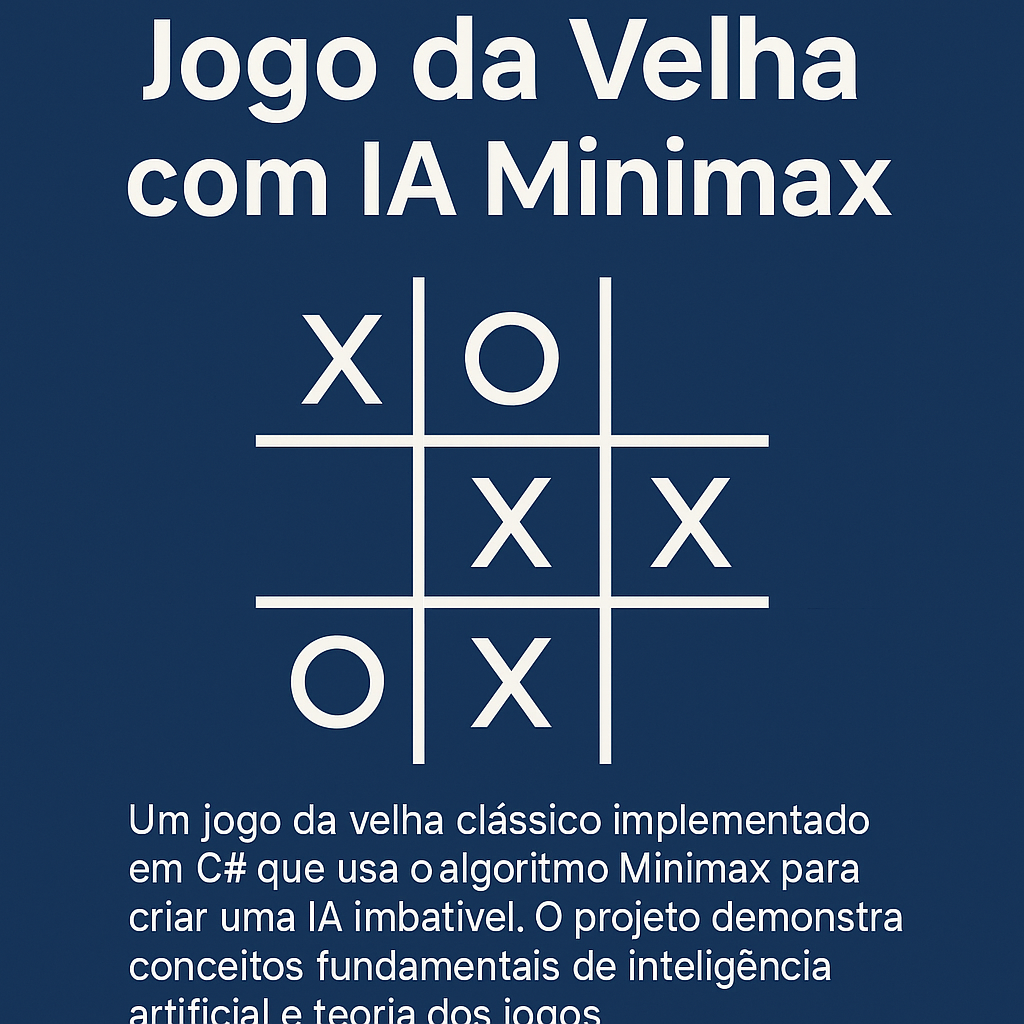 Jogo da Velha
com IA Minimax
X O
X X
O X
Um jogo da velha clássico implementado
em C# que usa o algoritmo Minimax para
criar uma IA imbativel. O projeto demonstra
conceitos fundamentais de inteligẽncia
artificial e teoria dos jogos